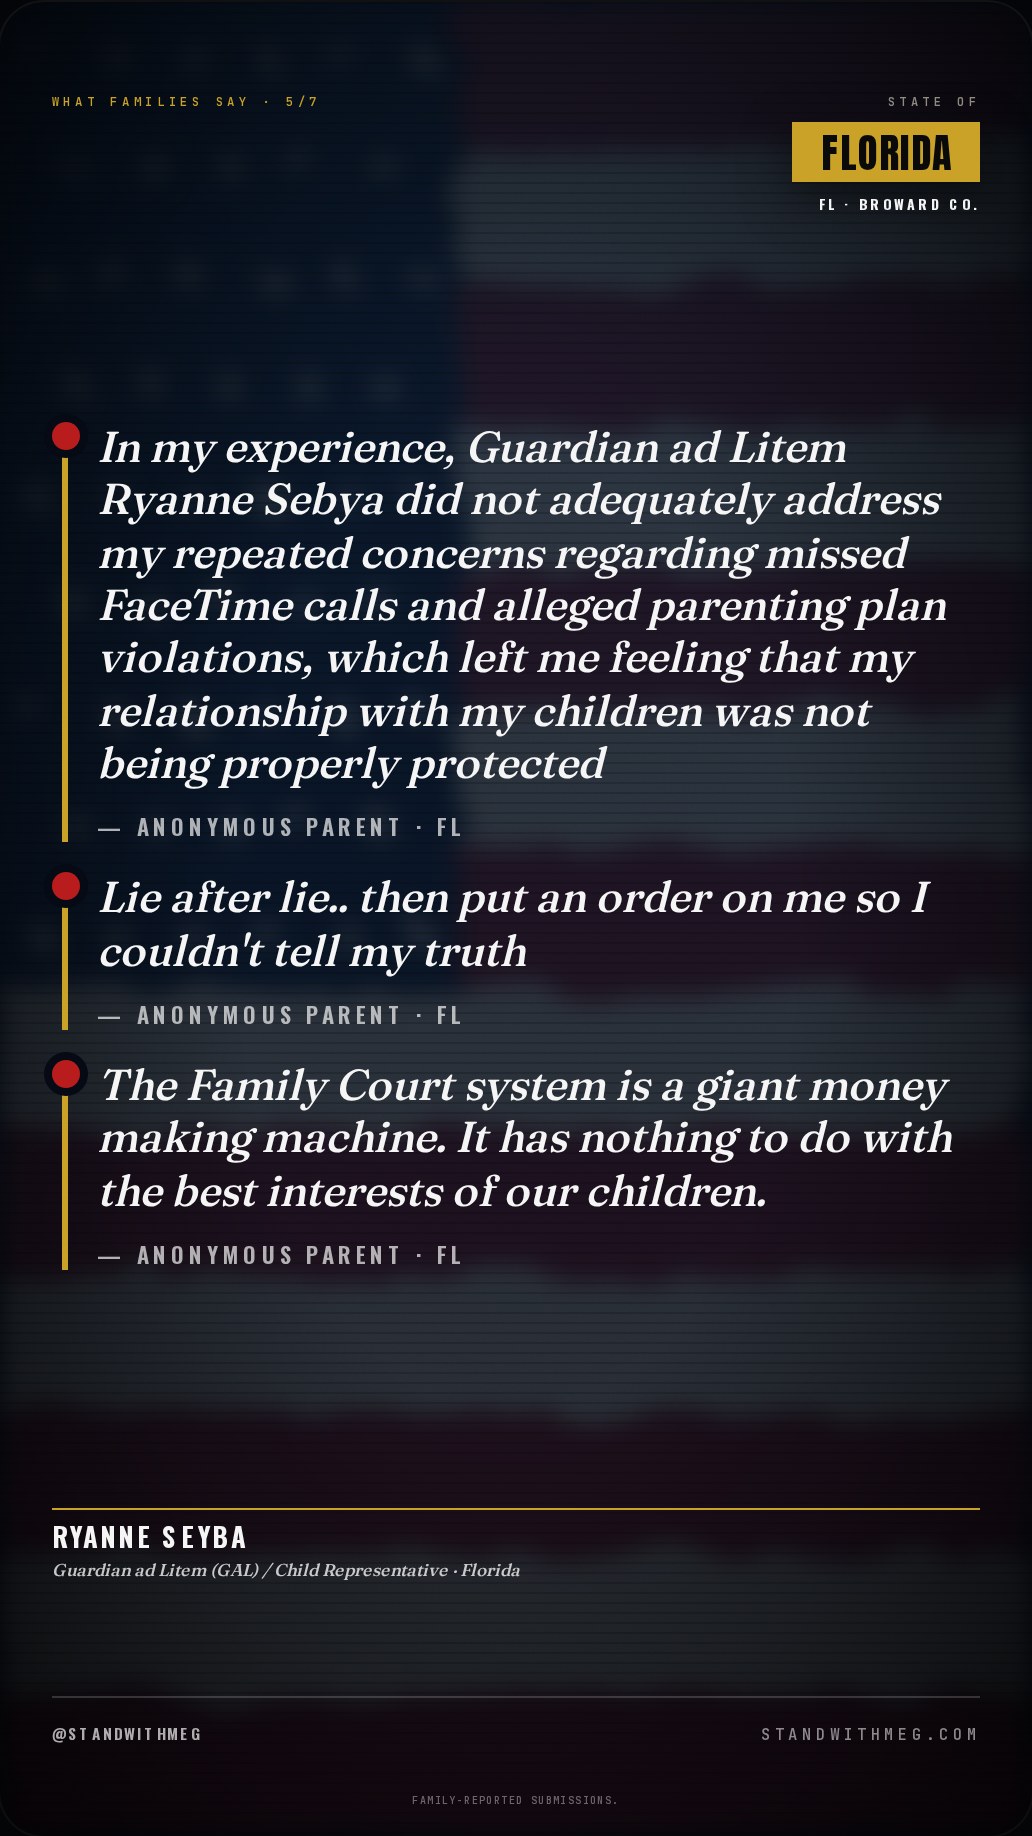 WHAT FAMILIES SAY · 5/7
STATE OF
FLORIDA
FL · BROWARD CO.
In my experience, Guardian ad Litem
Ryanne Sebya did not adequately address
my repeated concerns regarding missed
FaceTime calls and alleged parenting plan
violations, which left me feeling that my
relationship with my children was not
being properly protected
— ANONYMOUS PARENT · FL
Lie after lie.. then put an order on me so I
couldn't tell my truth
— ANONYMOUS PARENT · FL
The Family Court system is a giant money
making machine. It has nothing to do with
the best interests of our children.
— ANONYMOUS PARENT · FL
RYANNE SEYBA
Guardian ad Litem (GAL) / Child Representative · Florida
@STANDWITHMEG
STANDWITHMEG.COM
FAMILY-REPORTED SUBMISSIONS.